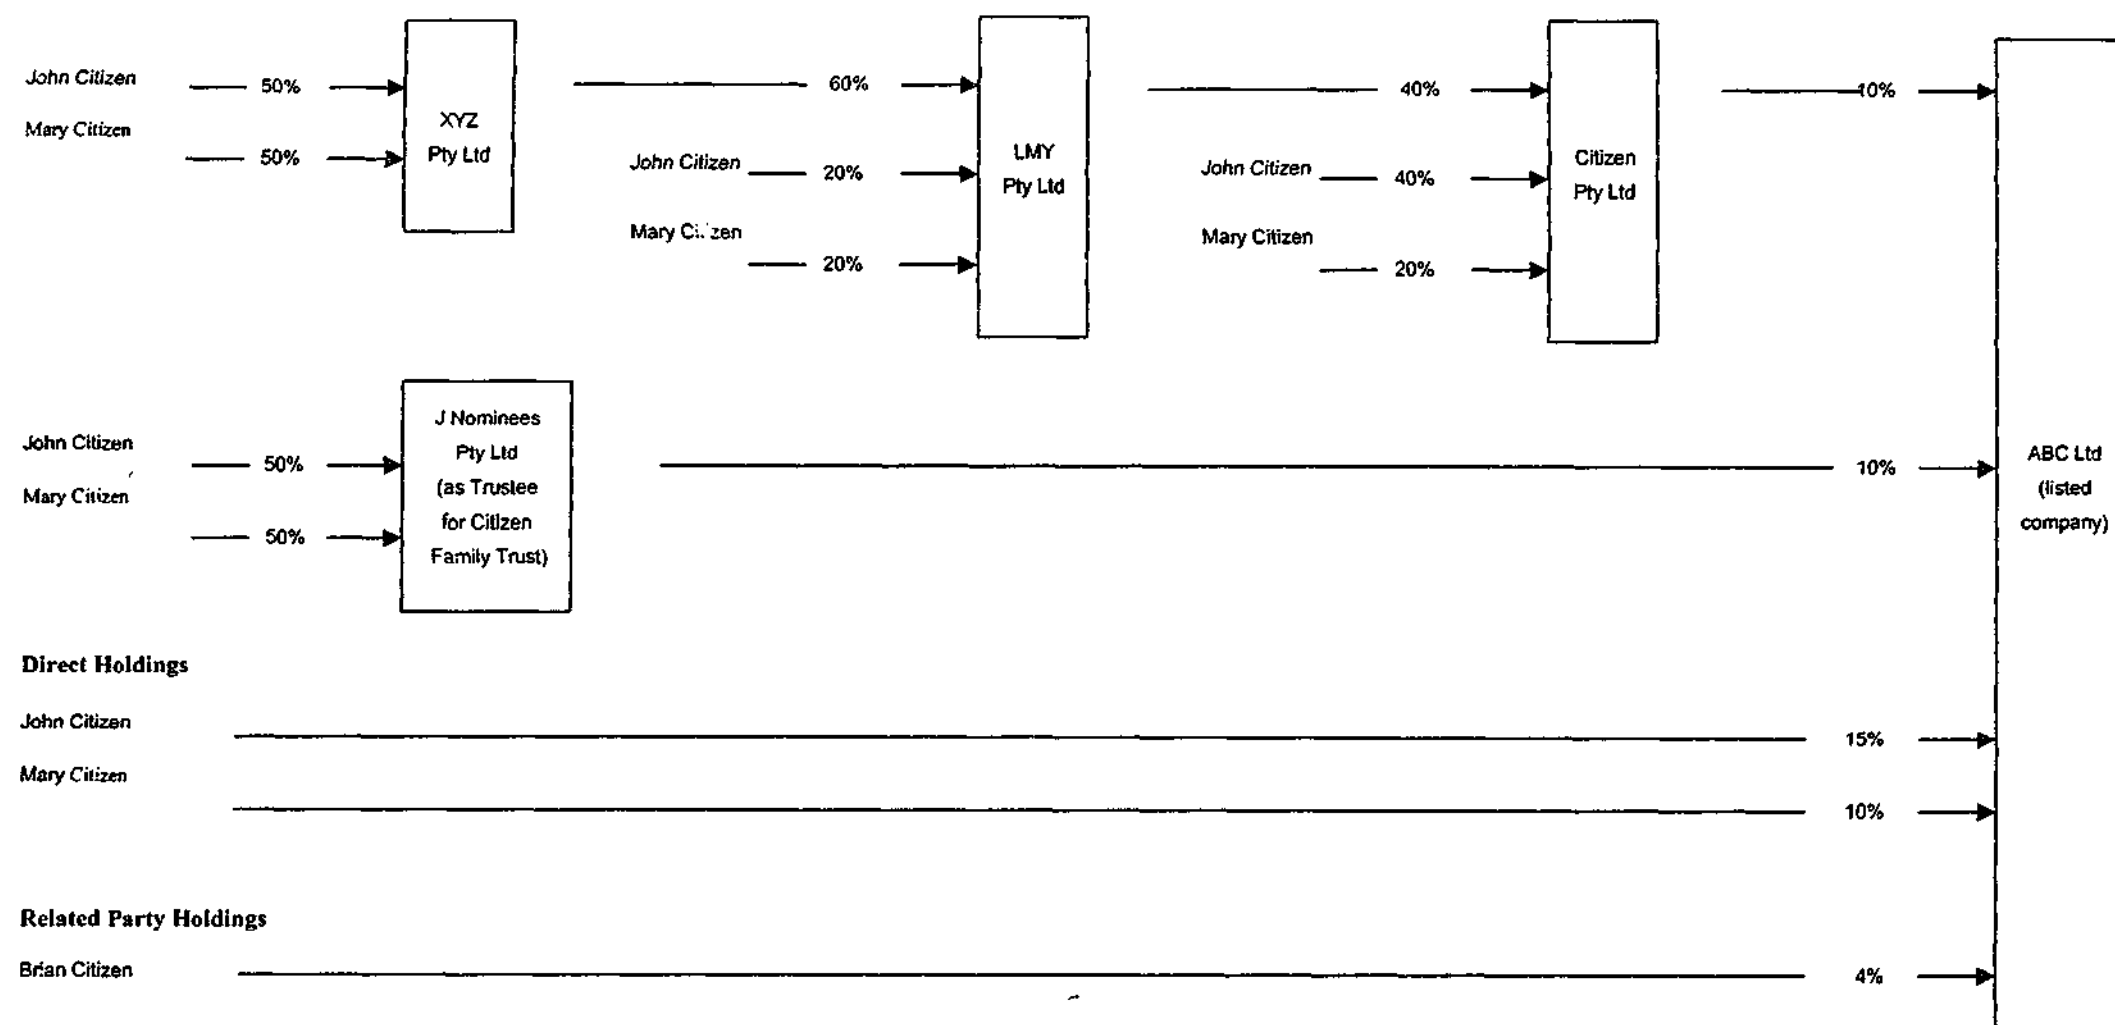 John Citizen
50%
Mary Citizen
50%
XYZ
Pty Ltd
60%
John Citizen
20%
Mary Citizen
20%
LMY
Pty Ltd
40%
John Citizen
40%
Mary Citizen
20%
Citizen
Pty Ltd
10%
John Citizen
50%
Mary Citizen
50%
J Nominees
Pty Ltd
(as Trustee
for Citizen
Family Trust)
10%
ABC Ltd
(listed
company)
Direct Holdings
John Citizen
15%
Mary Citizen
10%
Related Party Holdings
Brian Citizen
4%